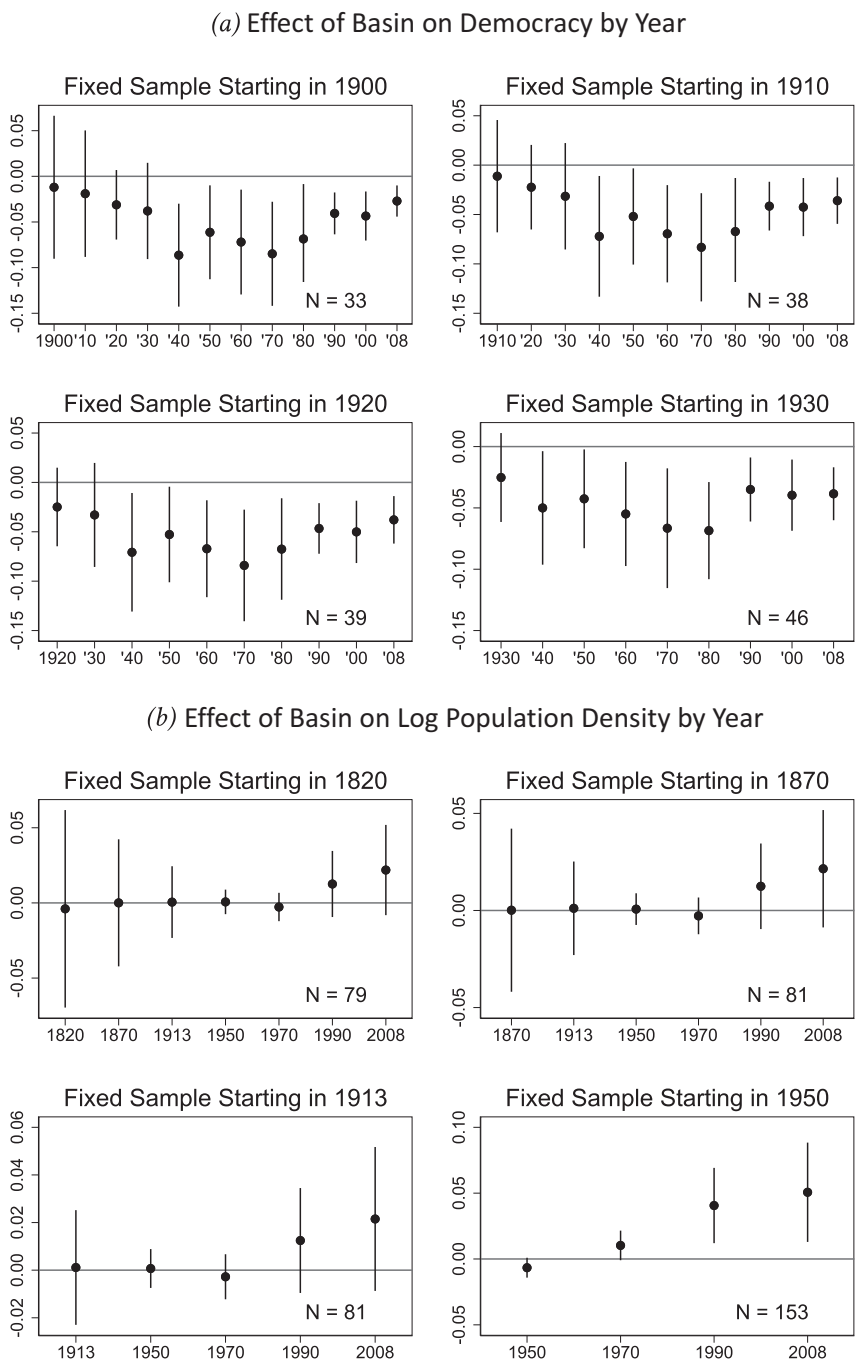 (a) Effect of Basin on Democracy by Year
Fixed Sample Starting in 1900
0.05
0.00
-0.05
-0.10
-0.15
N = 33
1900 '10 '20 '30 '40 '50 '60 '70 '80 '90 '00 '08
Fixed Sample Starting in 1910
0.05
0.00
-0.05
-0.10
-0.15
N = 38
1910 '20 '30 '40 '50 '60 '70 '80 '90 '00 '08
Fixed Sample Starting in 1920
0.05
0.00
-0.05
-0.10
-0.15
N = 39
1920 '30 '40 '50 '60 '70 '80 '90 '00 '08
Fixed Sample Starting in 1930
0.00
-0.05
-0.10
-0.15
N = 46
1930 '40 '50 '60 '70 '80 '90 '00 '08
(b) Effect of Basin on Log Population Density by Year
Fixed Sample Starting in 1820
0.05
0.00
-0.05
N = 79
1820 1870 1913 1950 1970 1990 2008
Fixed Sample Starting in 1870
0.05
0.00
-0.05
N = 81
1870 1913 1950 1970 1990 2008
Fixed Sample Starting in 1913
0.06
0.04
0.02
0.00
-0.02
N = 81
1913 1950 1970 1990 2008
Fixed Sample Starting in 1950
0.10
0.05
0.00
-0.05
N = 153
1950 1970 1990 2008